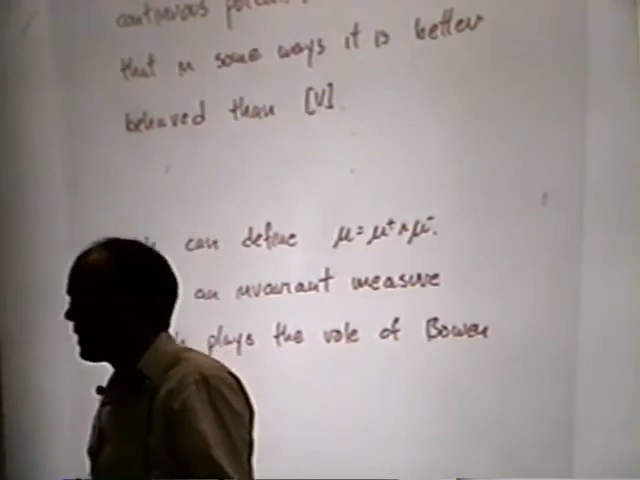 continuous
that in some ways it is better
behaved than [V].
can define μ = μ⁺ ∧ μ⁻.
an invariant measure
plays the role of Bowen